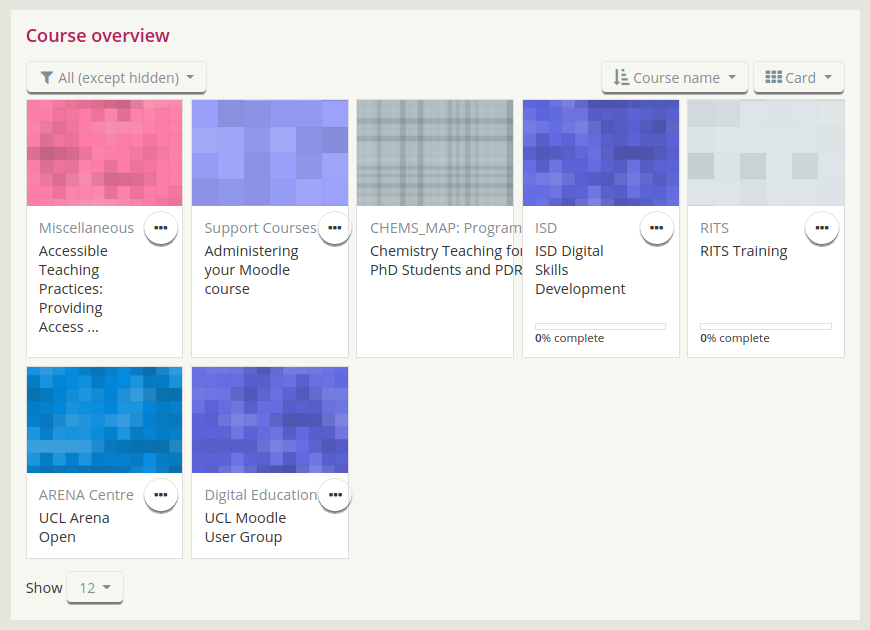 Course overview
All (except hidden)
Course name
Card
Miscellaneous
Accessible
Teaching
Practices:
Providing
Access ...
Support Courses
Administering
your Moodle
course
CHEMS_MAP: Program
Chemistry Teaching for
PhD Students and PDR
ISD
ISD Digital
Skills
Development
0% complete
RITS
RITS Training
0% complete
ARENA Centre
UCL Arena
Open
Digital Education
UCL Moodle
User Group
Show 12